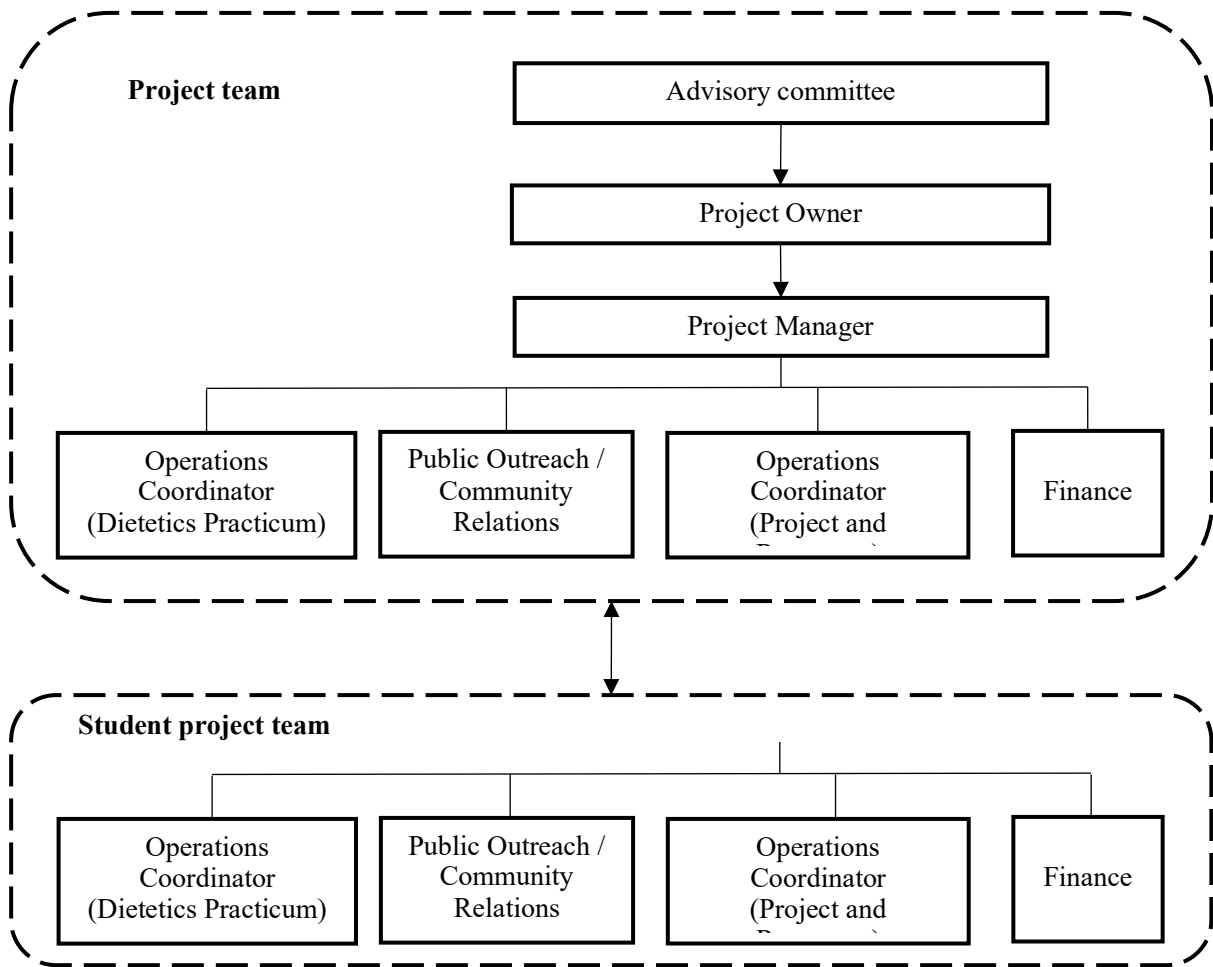 Project team
Advisory committee
Project Owner
Project Manager
Operations
Coordinator
(Dietetics Practicum)
Public Outreach /
Community
Relations
Operations
Coordinator
(Project and
Finance
Student project team
Operations
Coordinator
(Dietetics Practicum)
Public Outreach /
Community
Relations
Operations
Coordinator
(Project and
Finance